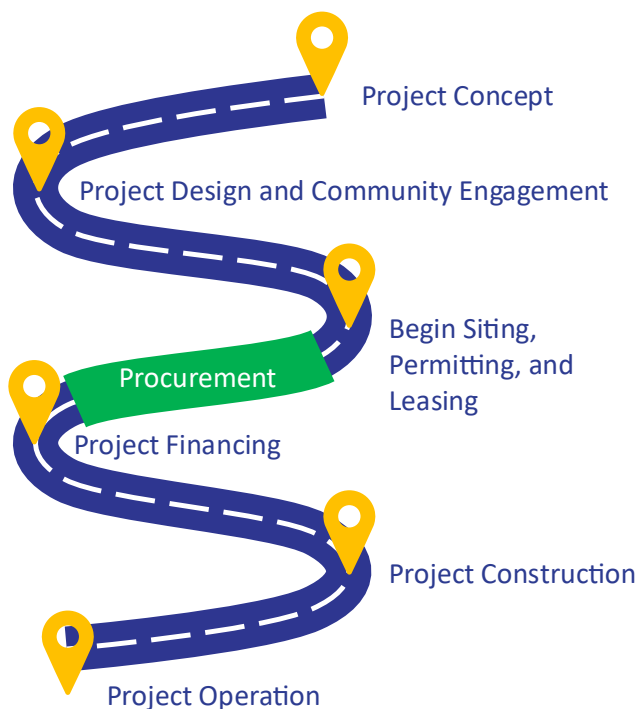 Project Concept
Project Design and Community Engagement
Begin Siting,
Permitting, and
Leasing
Procurement
Project Financing
Project Construction
Project Operation